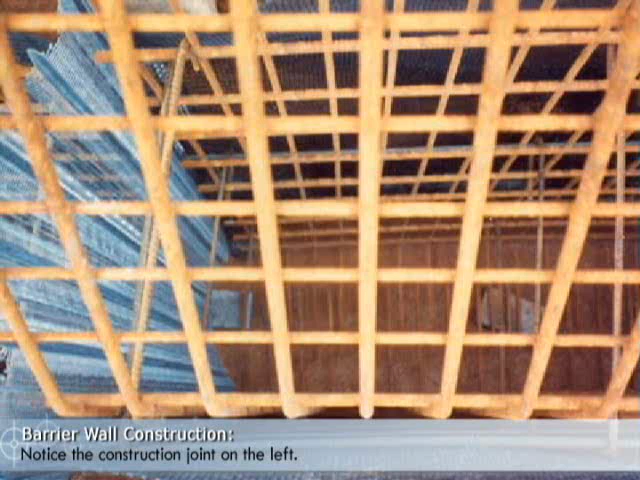 Barrier Wall Construction:
Notice the construction joint on the left.